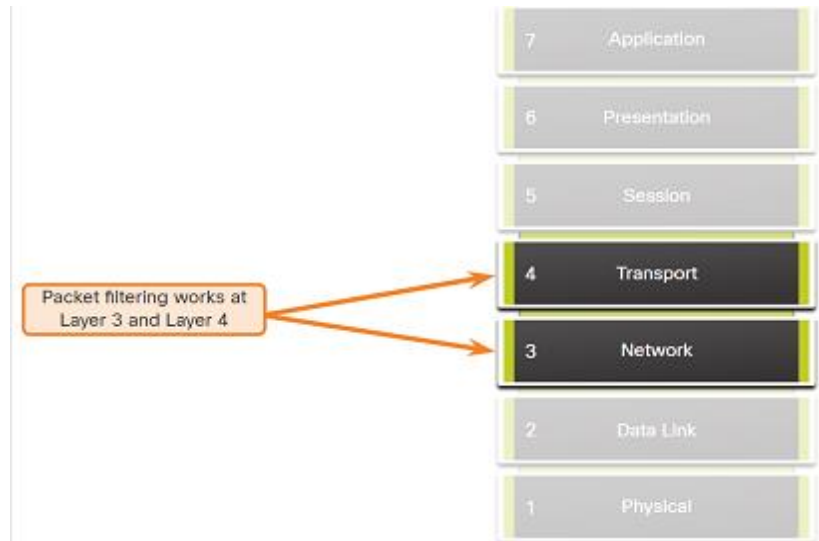 7 Application
6 Presentation
5 Session
4 Transport
Packet filtering works at
Layer 3 and Layer 4
3 Network
2 Data Link
1 Physical